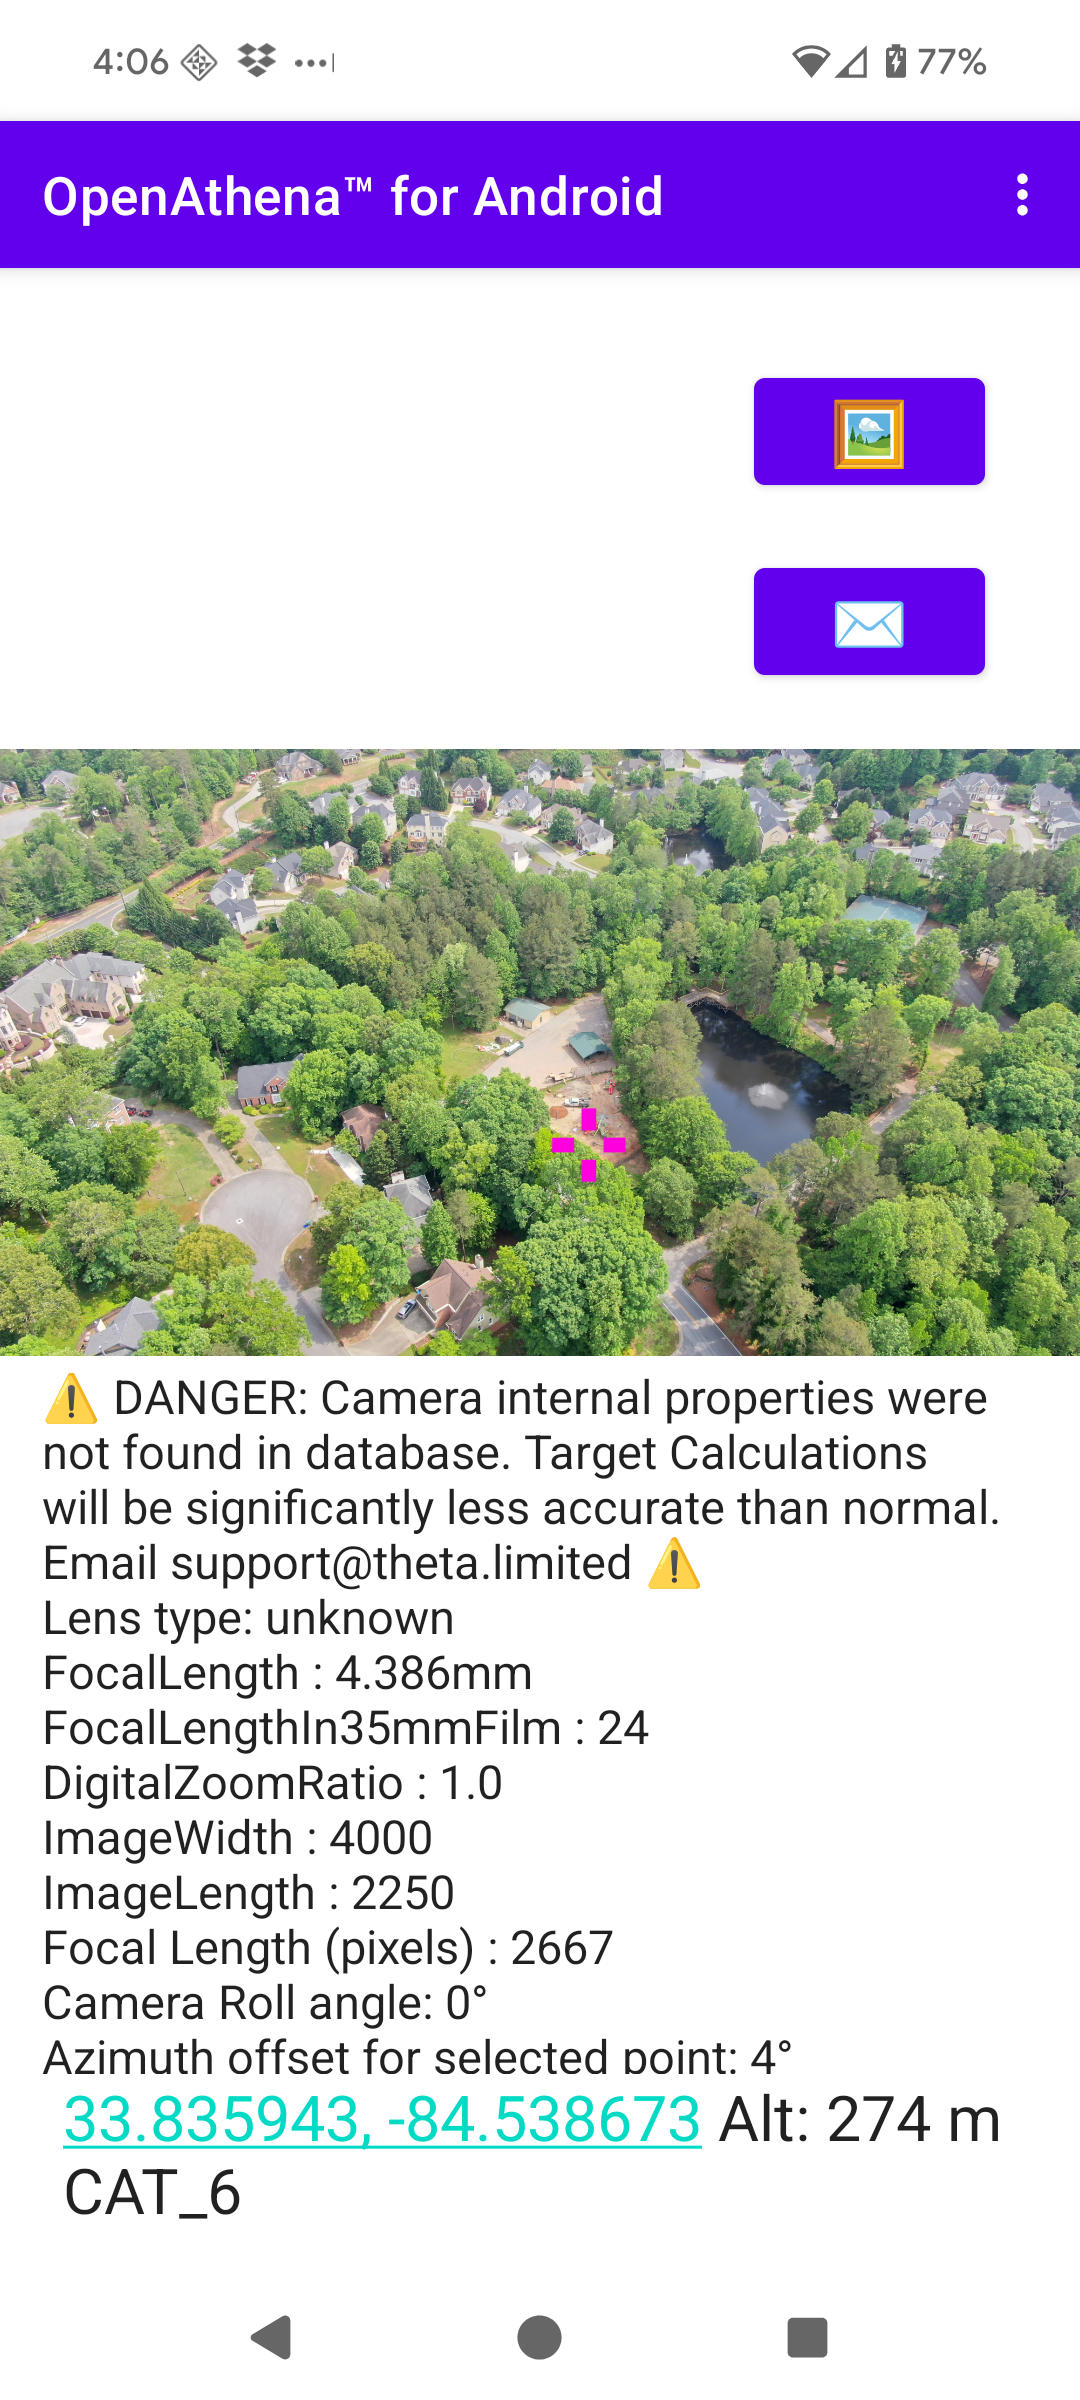 4:06 77%
OpenAthena™ for Android
⚠️ DANGER: Camera internal properties were
not found in database. Target Calculations
will be significantly less accurate than normal.
Email support@theta.limited ⚠️
Lens type: unknown
FocalLength : 4.386mm
FocalLengthIn35mmFilm : 24
DigitalZoomRatio : 1.0
ImageWidth : 4000
ImageLength : 2250
Focal Length (pixels) : 2667
Camera Roll angle: 0°
Azimuth offset for selected point: 4°
33.835943, -84.538673 Alt: 274 m
CAT_6